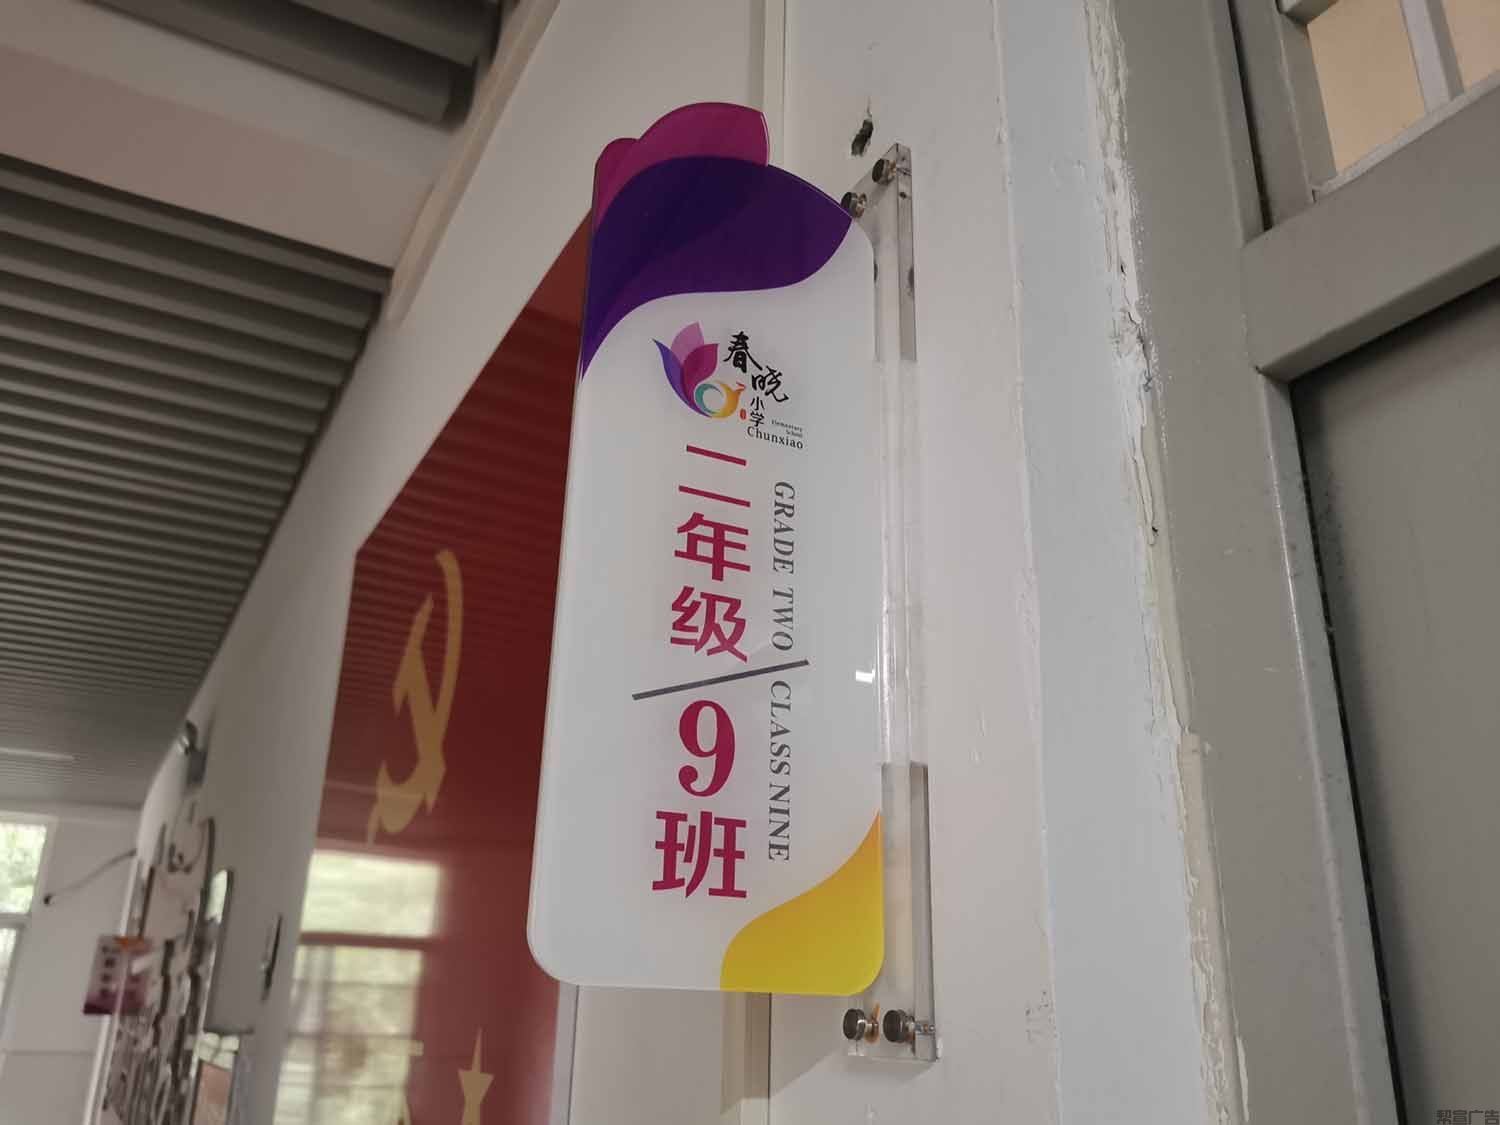 春晓
小学
Elementary
School
Chunxiao
二年级
GRADE TWO
9班
CLASS NINE
帮宣广告